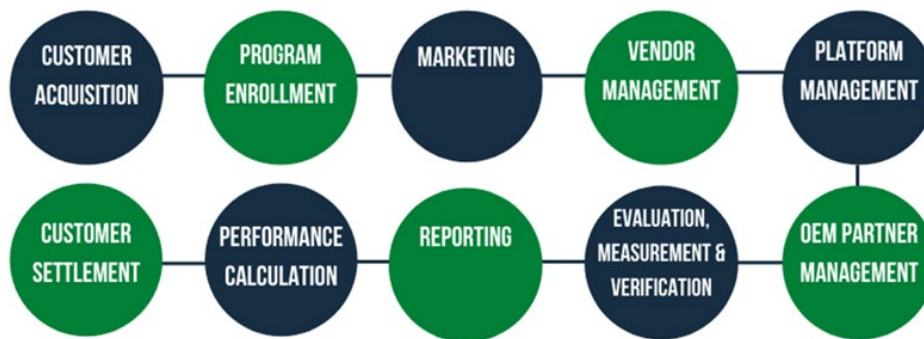 CUSTOMER
ACQUISITION
PROGRAM
ENROLLMENT
MARKETING
VENDOR
MANAGEMENT
PLATFORM
MANAGEMENT
CUSTOMER
SETTLEMENT
PERFORMANCE
CALCULATION
REPORTING
EVALUATION,
MEASUREMENT &
VERIFICATION
OEM PARTNER
MANAGEMENT